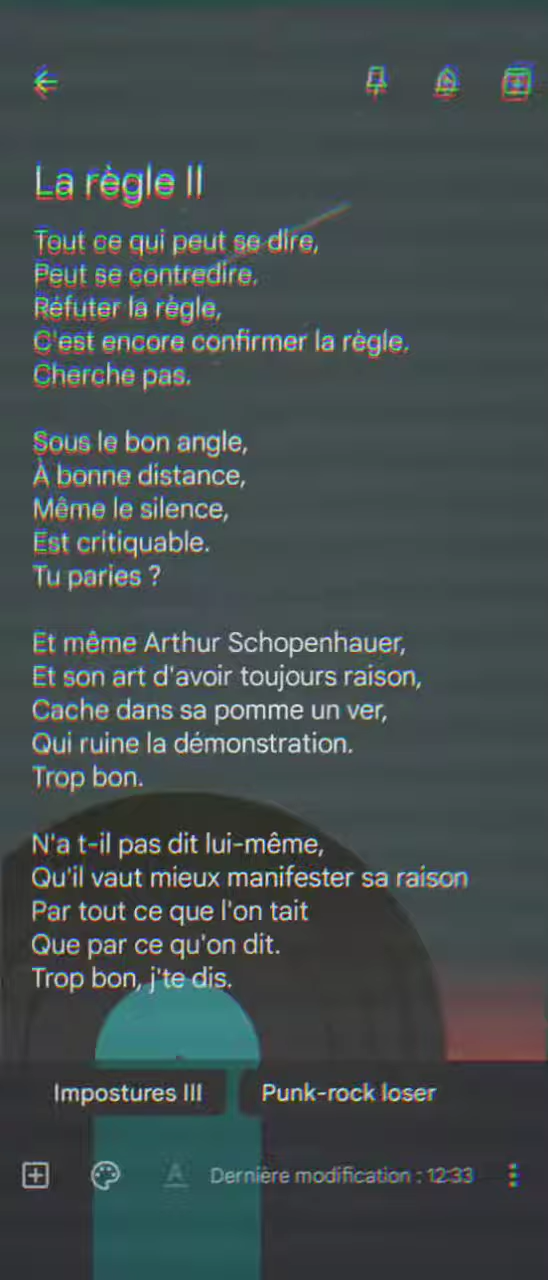 La règle II
Tout ce qui peut se dire,
Peut se contredire.
Réfuter la règle,
C'est encore confirmer la règle.
Cherche pas.
Sous le bon angle,
À bonne distance,
Même le silence,
Est critiquable.
Tu paries ?
Et même Arthur Schopenhauer,
Et son art d'avoir toujours raison,
Cache dans sa pomme un ver,
Qui ruine la démonstration.
Trop bon.
N'a t-il pas dit lui-même,
Qu'il vaut mieux manifester sa raison
Par tout ce que l'on tait
Que par ce qu'on dit.
Trop bon, j'te dis.
Impostures III
Punk-rock loser
A
Dernière modification : 12:33